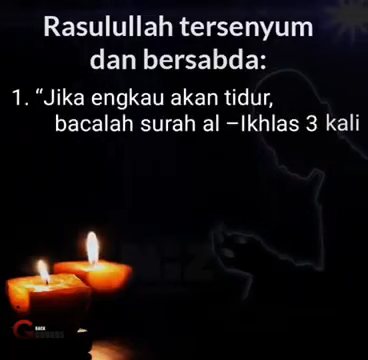 Rasulullah tersenyum
dan bersabda:
1. “Jika engkau akan tidur,
bacalah surah al –Ikhlas 3 kali